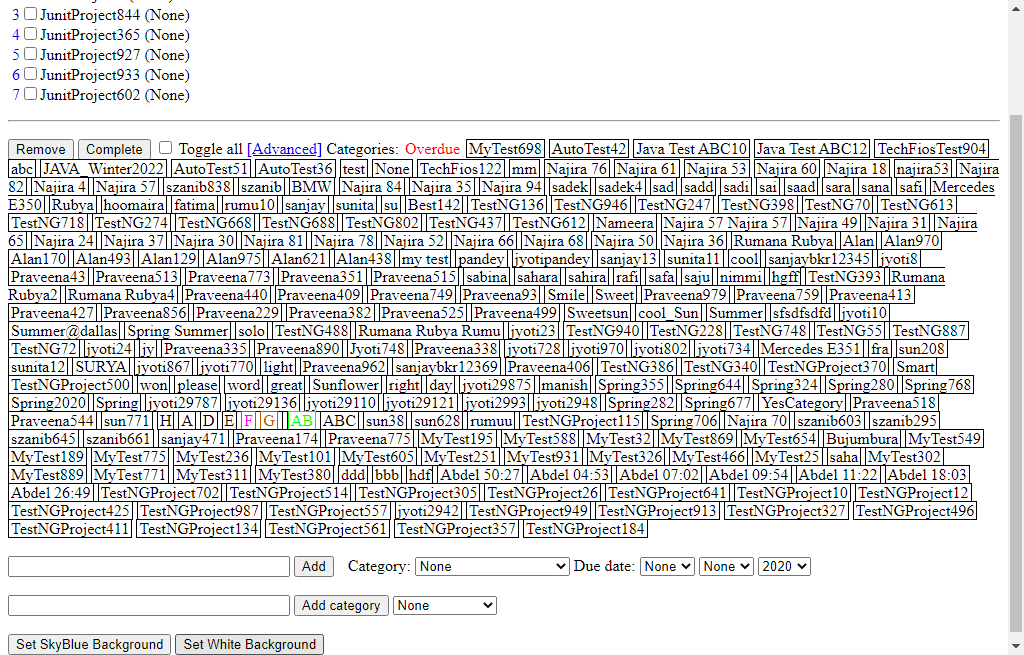 3 JunitProject844 (None)
4 JunitProject365 (None)
5 JunitProject927 (None)
6 JunitProject933 (None)
7 JunitProject602 (None)
Remove Complete Toggle all [Advanced] Categories: Overdue MyTest698 AutoTest42 Java Test ABC10 Java Test ABC12 TechFiosTest904
abc JAVA_Winter2022 AutoTest51 AutoTest36 test None TechFios122 mm Najira 76 Najira 61 Najira 53 Najira 60 Najira 18 najira53 Najira
82 Najira 4 Najira 57 szanib838 szanib BMW Najira 84 Najira 35 Najira 94 sadek sadek4 sad sadd sadi sai saad sara sana safi Mercedes
E350 Rubya hoomaira fatima rumu10 sanjay sunita su Best142 TestNG136 TestNG946 TestNG247 TestNG398 TestNG70 TestNG613
TestNG718 TestNG274 TestNG668 TestNG688 TestNG802 TestNG437 TestNG612 Nameera Najira 57 Najira 57 Najira 49 Najira 31 Najira
65 Najira 24 Najira 37 Najira 30 Najira 81 Najira 78 Najira 52 Najira 66 Najira 68 Najira 50 Najira 36 Rumana Rubya Alan Alan970
Alan170 Alan493 Alan129 Alan975 Alan621 Alan438 my test pandey jyotipandey sanjay13 sunita11 cool sanjaybkr12345 jyoti8
Praveena43 Praveena513 Praveena773 Praveena351 Praveena515 sabina sahara sahira rafi safa saju nimmi hgff TestNG393 Rumana
Rubya2 Rumana Rubya4 Praveena440 Praveena409 Praveena749 Praveena93 Smile Sweet Praveena979 Praveena759 Praveena413
Praveena427 Praveena856 Praveena229 Praveena382 Praveena525 Praveena499 Sweetsun cool_Sun Summer sfsdfsdfd jyoti10
Summer@dallas Spring Summer solo TestNG488 Rumana Rubya Rumu jyoti23 TestNG940 TestNG228 TestNG748 TestNG55 TestNG887
TestNG72 jyoti24 jy Praveena335 Praveena890 Jyoti748 Praveena338 jyoti728 jyoti970 jyoti802 jyoti734 Mercedes E351 fra sun208
sunita12 SURYA jyoti867 jyoti770 light Praveena962 sanjaybkr12369 Praveena406 TestNG386 TestNG340 TestNGProject370 Smart
TestNGProject500 won please word great Sunflower right day jyoti29875 manish Spring355 Spring644 Spring324 Spring280 Spring768
Spring2020 Spring jyoti29787 jyoti29136 jyoti29110 jyoti29121 jyoti2993 jyoti2948 Spring282 Spring677 YesCategory Praveena518
Praveena544 sun771 H A D E F G AB ABC sun38 sun628 rumuu TestNGProject115 Spring706 Najira 70 szanib603 szanib295
szanib645 szanib661 sanjay471 Praveena174 Praveena775 MyTest195 MyTest588 MyTest32 MyTest869 MyTest654 Bujumbura MyTest549
MyTest189 MyTest775 MyTest236 MyTest101 MyTest605 MyTest251 MyTest931 MyTest326 MyTest466 MyTest25 saha MyTest302
MyTest889 MyTest771 MyTest311 MyTest380 ddd bbb hdf Abdel 50:27 Abdel 04:53 Abdel 07:02 Abdel 09:54 Abdel 11:22 Abdel 18:03
Abdel 26:49 TestNGProject702 TestNGProject514 TestNGProject305 TestNGProject26 TestNGProject641 TestNGProject10 TestNGProject12
TestNGProject425 TestNGProject987 TestNGProject557 jyoti2942 TestNGProject949 TestNGProject913 TestNGProject327 TestNGProject496
TestNGProject411 TestNGProject134 TestNGProject561 TestNGProject357 TestNGProject184
Add Category: None Due date: None None 2020
Add category None
Set SkyBlue Background Set White Background